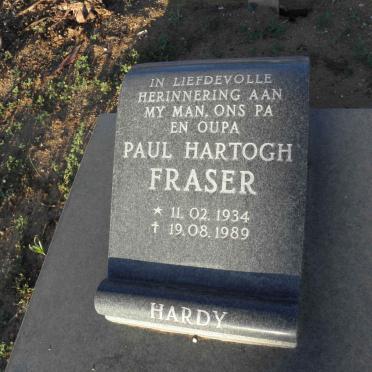 IN LIEFDEVOLLE
HERINNERING AAN
MY MAN, ONS PA
EN OUPA
PAUL HARTOGH
FRASER
* 11.02.1934
† 19.08.1989
HARDY